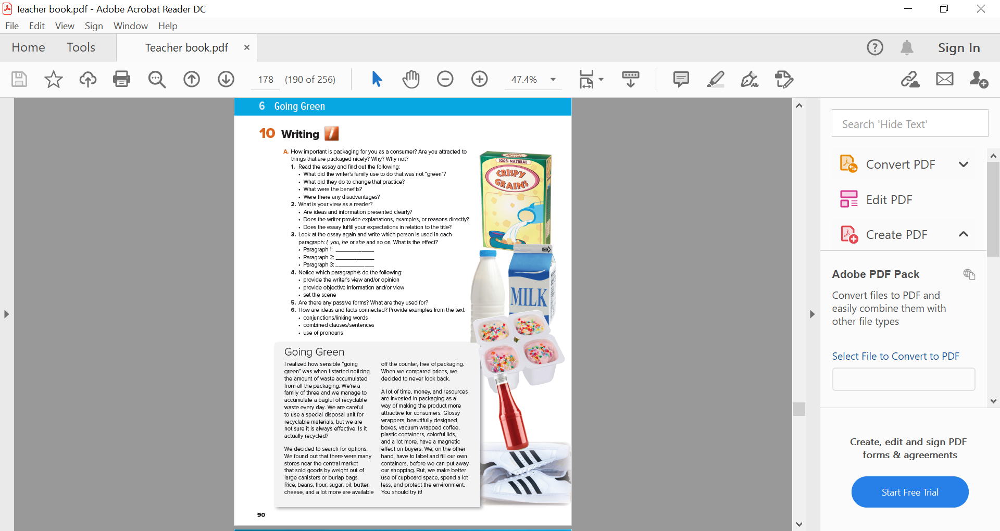 Teacher book.pdf - Adobe Acrobat Reader DC
File Edit View Sign Window Help
Home Tools Teacher book.pdf × Sign In
178 (190 of 256) 47.4%
6 Going Green
10 Writing
A. How important is packaging for you as a consumer? Are you attracted to
things that are packaged nicely? Why? Why not?
1. Read the essay and find out the following:
• What did the writer's family use to do that was not "green"?
• What did they do to change that practice?
• What were the benefits?
• Were there any disadvantages?
2. What is your view as a reader?
• Are ideas and information presented clearly?
• Does the writer provide explanations, examples, or reasons directly?
• Does the essay fulfill your expectations in relation to the title?
3. Look at the essay again and write which person is used in each
paragraph: I, you, he or she and so on. What is the effect?
• Paragraph 1: ____________
• Paragraph 2: ____________
• Paragraph 3: ____________
4. Notice which paragraph/s do the following:
• provide the writer's view and/or opinion
• provide objective information and/or view
• set the scene
5. Are there any passive forms? What are they used for?
6. How are ideas and facts connected? Provide examples from the text.
• conjunctions/linking words
• combined clauses/sentences
• use of pronouns
100% NATURAL
CRISPY
GRAINS
OPEN
MILK
Going Green
I realized how sensible "going
green" was when I started noticing
the amount of waste accumulated
from all the packaging. We're a
family of three and we manage to
accumulate a bagful of recyclable
waste every day. We are careful
to use a special disposal unit for
recyclable materials, but we are
not sure it is always effective. Is it
actually recycled?
We decided to search for options.
We found out that there were many
stores near the central market
that sold goods by weight out of
large canisters or burlap bags.
Rice, beans, flour, sugar, oil, butter,
cheese, and a lot more are available
off the counter, free of packaging.
When we compared prices, we
decided to never look back.
A lot of time, money, and resources
are invested in packaging as a
way of making the product more
attractive for consumers. Glossy
wrappers, beautifully designed
boxes, vacuum wrapped coffee,
plastic containers, colorful lids,
and a lot more, have a magnetic
effect on buyers. We, on the other
hand, have to label and fill our own
containers, before we can put away
our shopping. But, we make better
use of cupboard space, spend a lot
less, and protect the environment.
You should try it!
90
Search 'Hide Text'
Convert PDF
Edit PDF
Create PDF
Adobe PDF Pack
Convert files to PDF and
easily combine them with
other file types
Select File to Convert to PDF
Create, edit and sign PDF
forms & agreements
Start Free Trial